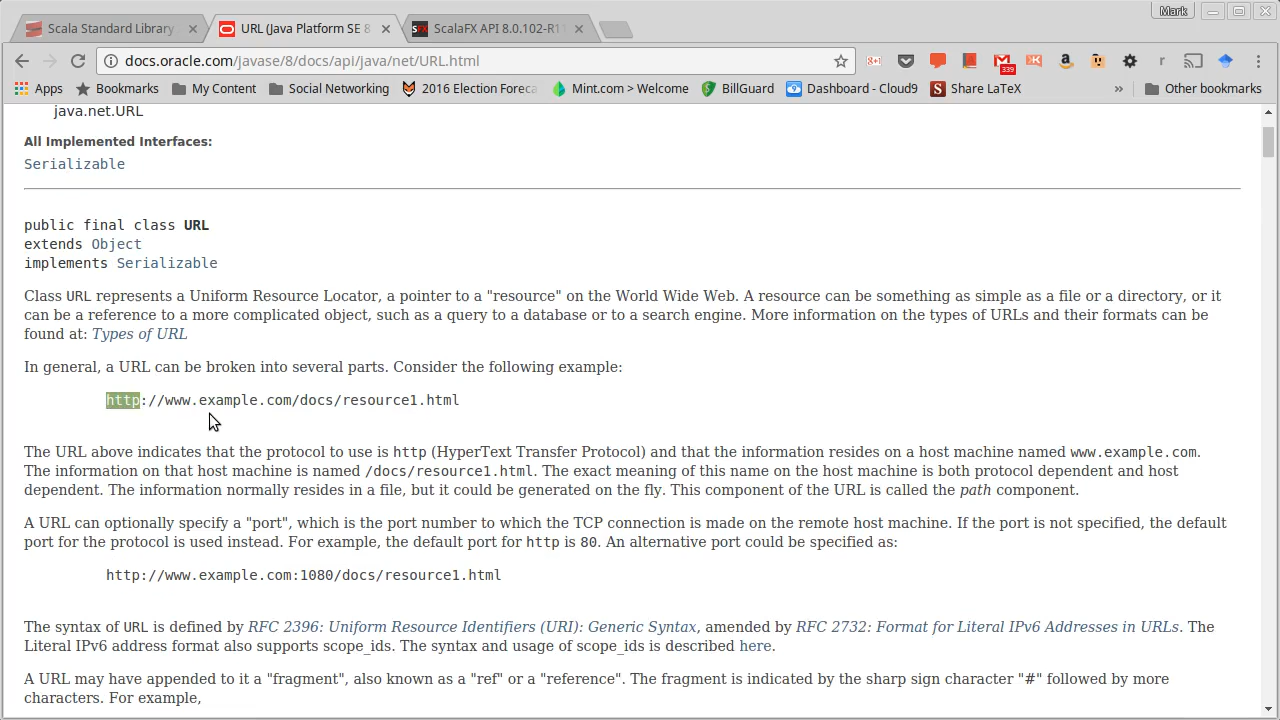 Mark
Scala Standard Library
URL (Java Platform SE 8
ScalaFX API 8.0.102-R11
docs.oracle.com/javase/8/docs/api/java/net/URL.html
339
Apps Bookmarks My Content Social Networking 2016 Election Foreca Mint.com > Welcome BillGuard Dashboard - Cloud9 Share LaTeX » Other bookmarks
java.net.URL
All Implemented Interfaces:
Serializable
public final class URL
extends Object
implements Serializable
Class URL represents a Uniform Resource Locator, a pointer to a "resource" on the World Wide Web. A resource can be something as simple as a file or a directory, or it
can be a reference to a more complicated object, such as a query to a database or to a search engine. More information on the types of URLs and their formats can be
found at: Types of URL
In general, a URL can be broken into several parts. Consider the following example:
http://www.example.com/docs/resource1.html
The URL above indicates that the protocol to use is http (HyperText Transfer Protocol) and that the information resides on a host machine named www.example.com.
The information on that host machine is named /docs/resource1.html. The exact meaning of this name on the host machine is both protocol dependent and host
dependent. The information normally resides in a file, but it could be generated on the fly. This component of the URL is called the path component.
A URL can optionally specify a "port", which is the port number to which the TCP connection is made on the remote host machine. If the port is not specified, the default
port for the protocol is used instead. For example, the default port for http is 80. An alternative port could be specified as:
http://www.example.com:1080/docs/resource1.html
The syntax of URL is defined by RFC 2396: Uniform Resource Identifiers (URI): Generic Syntax, amended by RFC 2732: Format for Literal IPv6 Addresses in URLs. The
Literal IPv6 address format also supports scope_ids. The syntax and usage of scope_ids is described here.
A URL may have appended to it a "fragment", also known as a "ref" or a "reference". The fragment is indicated by the sharp sign character "#" followed by more
characters. For example,